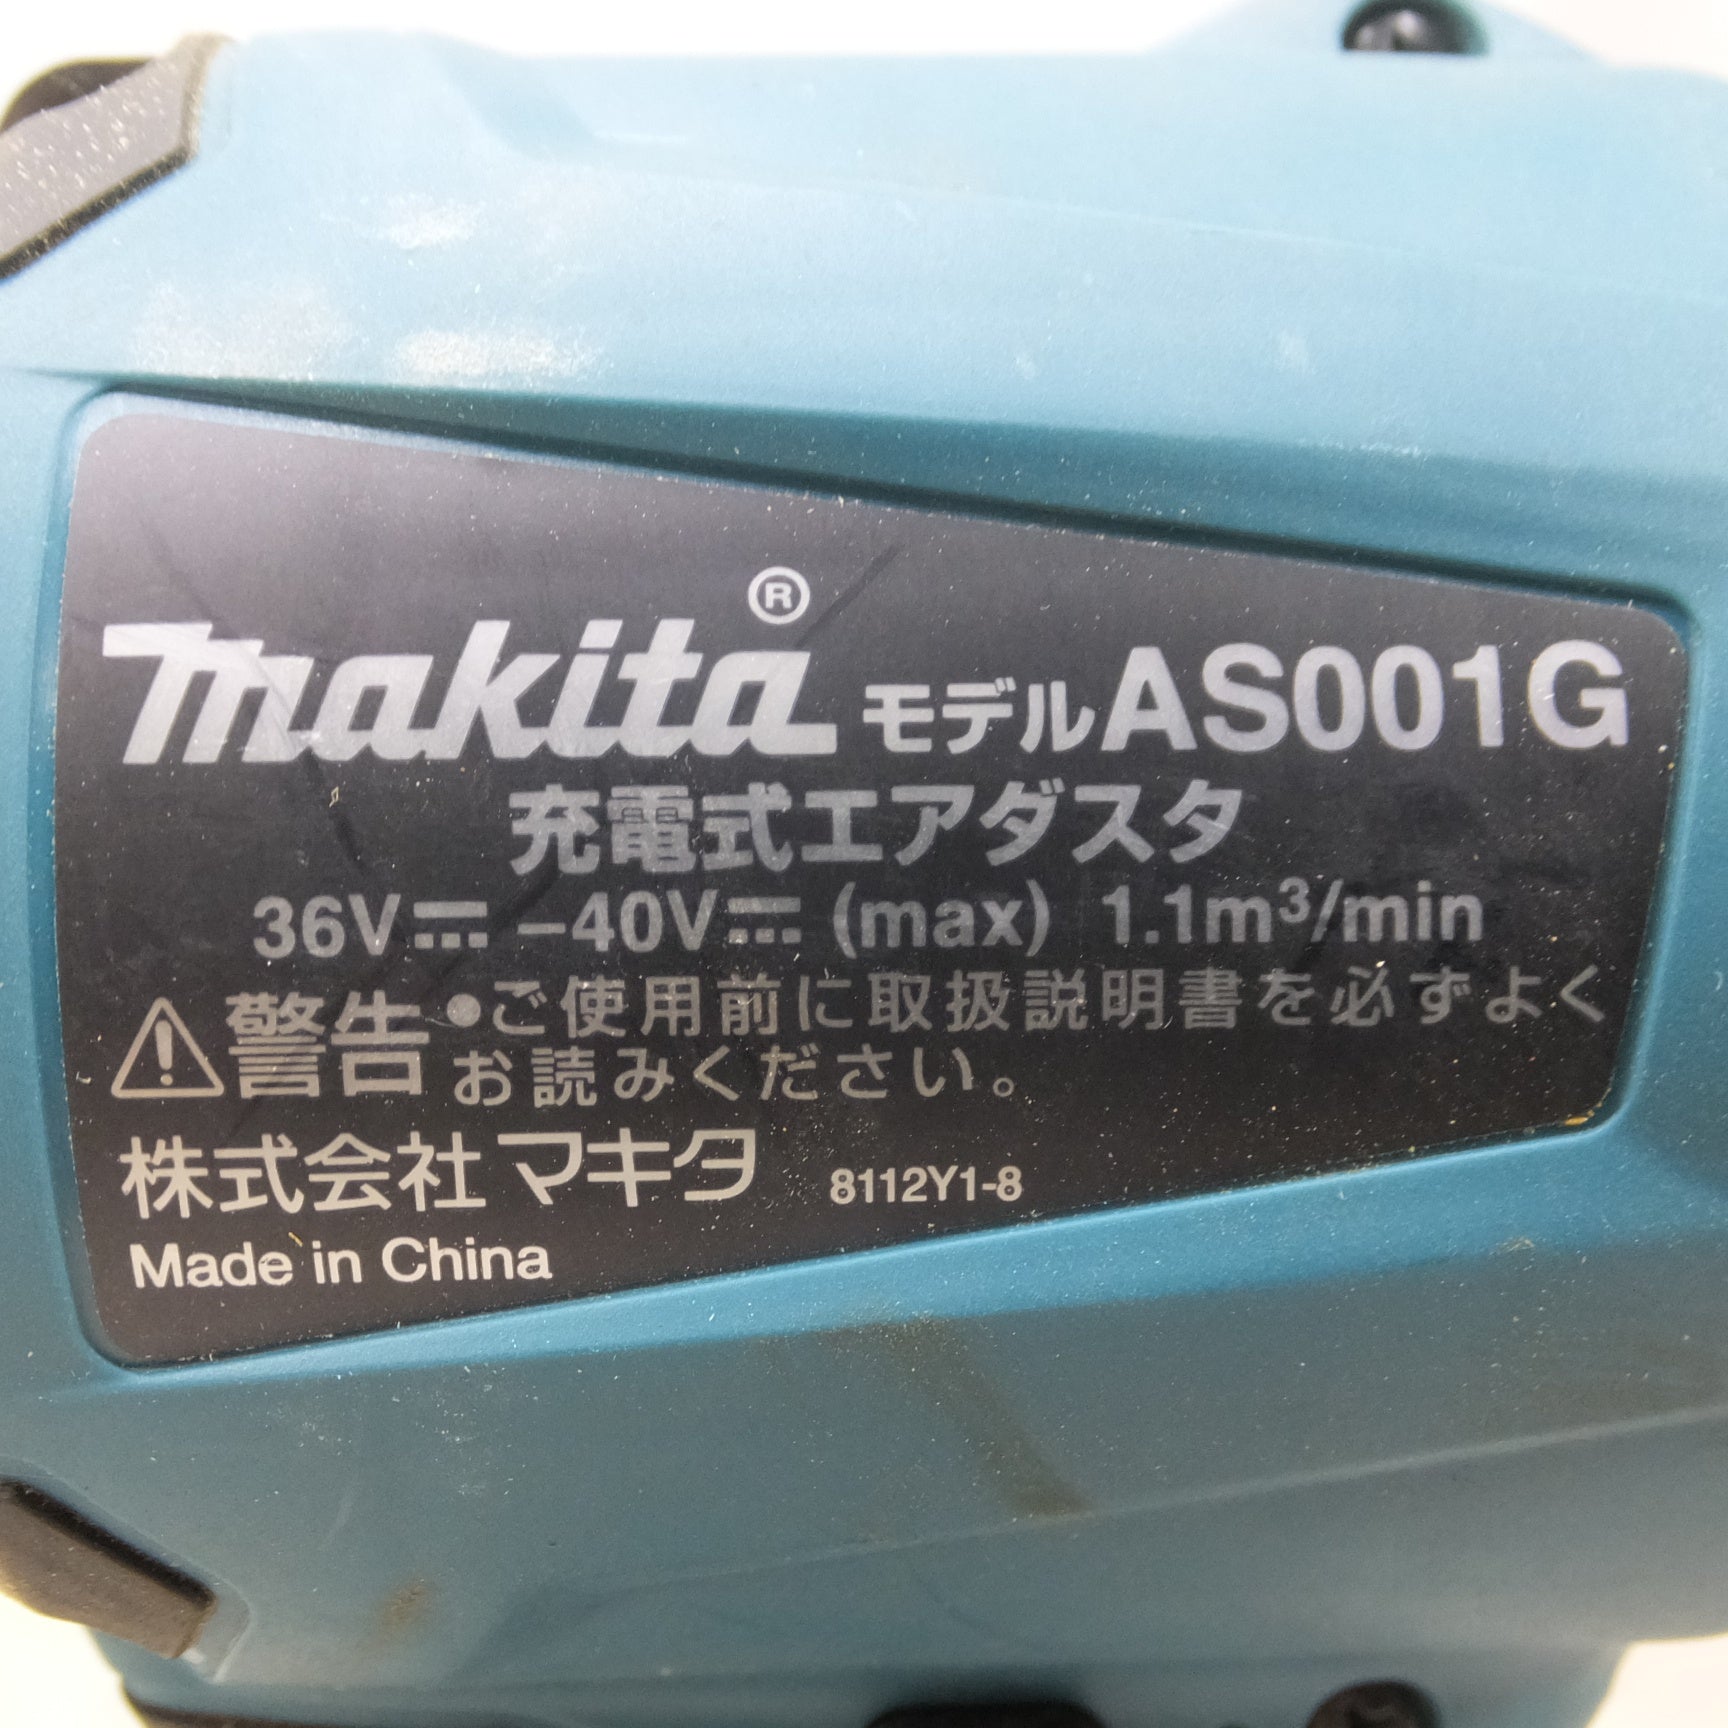 makita® モデルAS001G
充電式エアダスタ
36V⎓ –40V⎓ (max) 1.1m³/min
⚠警告 ●ご使用前に取扱説明書を必ずよく
お読みください。
株式会社マキタ 8112Y1-8
Made in China